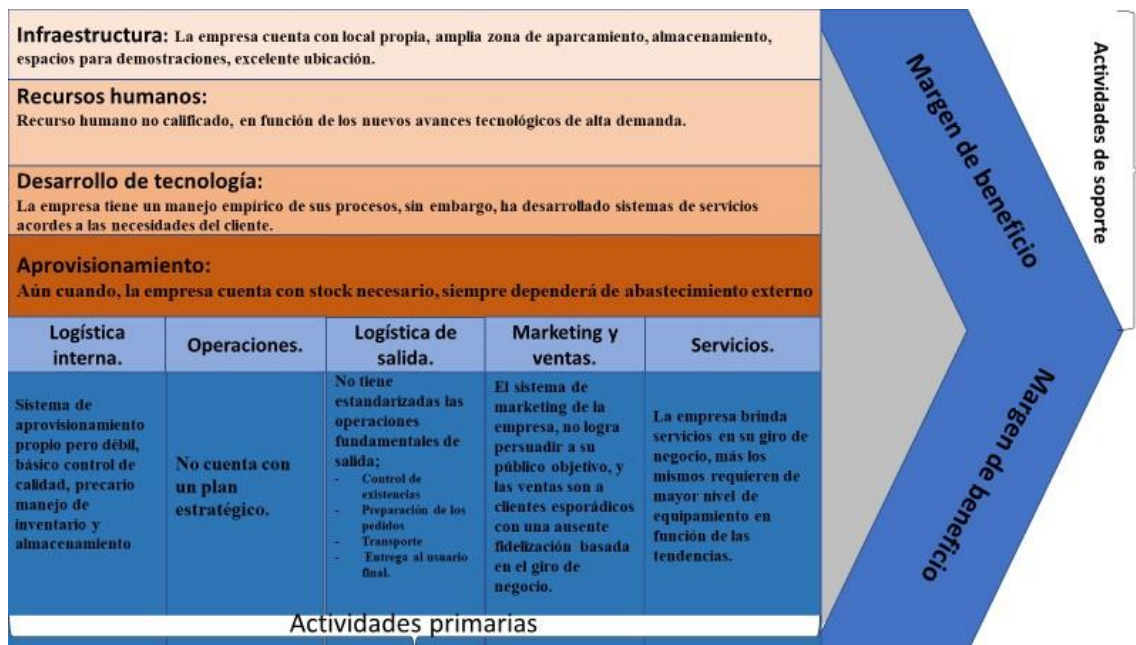 Infraestructura: La empresa cuenta con local propia, amplia zona de aparcamiento, almacenamiento,
espacios para demostraciones, excelente ubicación.
Recursos humanos:
Recurso humano no calificado, en función de los nuevos avances tecnológicos de alta demanda.
Desarrollo de tecnología:
La empresa tiene un manejo empírico de sus procesos, sin embargo, ha desarrollado sistemas de servicios
acordes a las necesidades del cliente.
Aprovisionamiento:
Aún cuando, la empresa cuenta con stock necesario, siempre dependerá de abastecimiento externo
Logística
interna.
Sistema de
aprovisionamiento
propio pero débil,
básico control de
calidad, precario
manejo de
inventario y
almacenamiento
Operaciones.
No cuenta con
un plan
estratégico.
Logística de
salida.
No tiene
estandarizadas las
operaciones
fundamentales de
salida;
- Control de
existencias
- Preparación de los
pedidos
- Transporte
- Entrega al usuario
final.
Marketing y
ventas.
El sistema de
marketing de la
empresa, no logra
persuadir a su
público objetivo, y
las ventas son a
clientes esporádicos
con una ausente
fidelización basada
en el giro de
negocio.
Servicios.
La empresa brinda
servicios en su giro de
negocio, más los
mismos requieren de
mayor nivel de
equipamiento en
función de las
tendencias.
Actividades primarias
Margen de beneficio
Margen de beneficio
Actividades de soporte